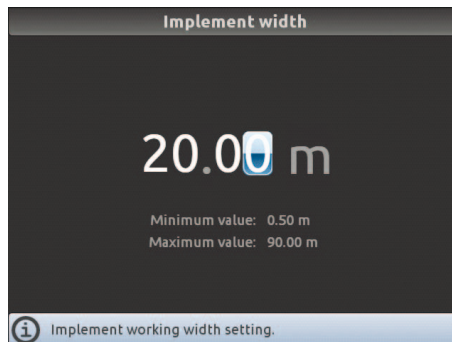 Implement width
20.00 m
Minimum value: 0.50 m
Maximum value: 90.00 m
Implement working width setting.